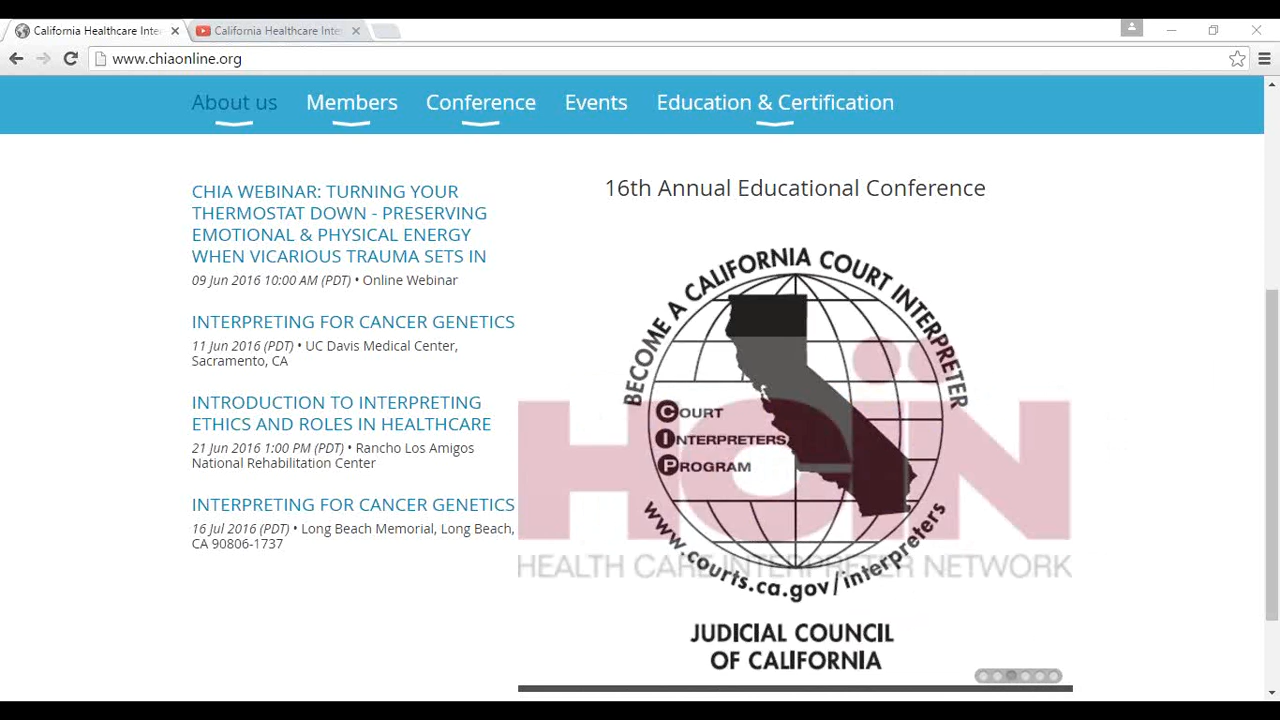 California Healthcare Inte
California Healthcare Inte
www.chiaonline.org
About us Members Conference Events Education & Certification
CHIA WEBINAR: TURNING YOUR
THERMOSTAT DOWN - PRESERVING
EMOTIONAL & PHYSICAL ENERGY
WHEN VICARIOUS TRAUMA SETS IN
09 Jun 2016 10:00 AM (PDT) • Online Webinar
INTERPRETING FOR CANCER GENETICS
11 Jun 2016 (PDT) • UC Davis Medical Center,
Sacramento, CA
INTRODUCTION TO INTERPRETING
ETHICS AND ROLES IN HEALTHCARE
21 Jun 2016 1:00 PM (PDT) • Rancho Los Amigos
National Rehabilitation Center
INTERPRETING FOR CANCER GENETICS
16 Jul 2016 (PDT) • Long Beach Memorial, Long Beach,
CA 90806-1737
16th Annual Educational Conference
BECOME A CALIFORNIA COURT INTERPRETER
COURT
INTERPRETERS
PROGRAM
HCiN
HEALTH CARE INTERPRETER NETWORK
www.courts.ca.gov/interpreters
JUDICIAL COUNCIL
OF CALIFORNIA